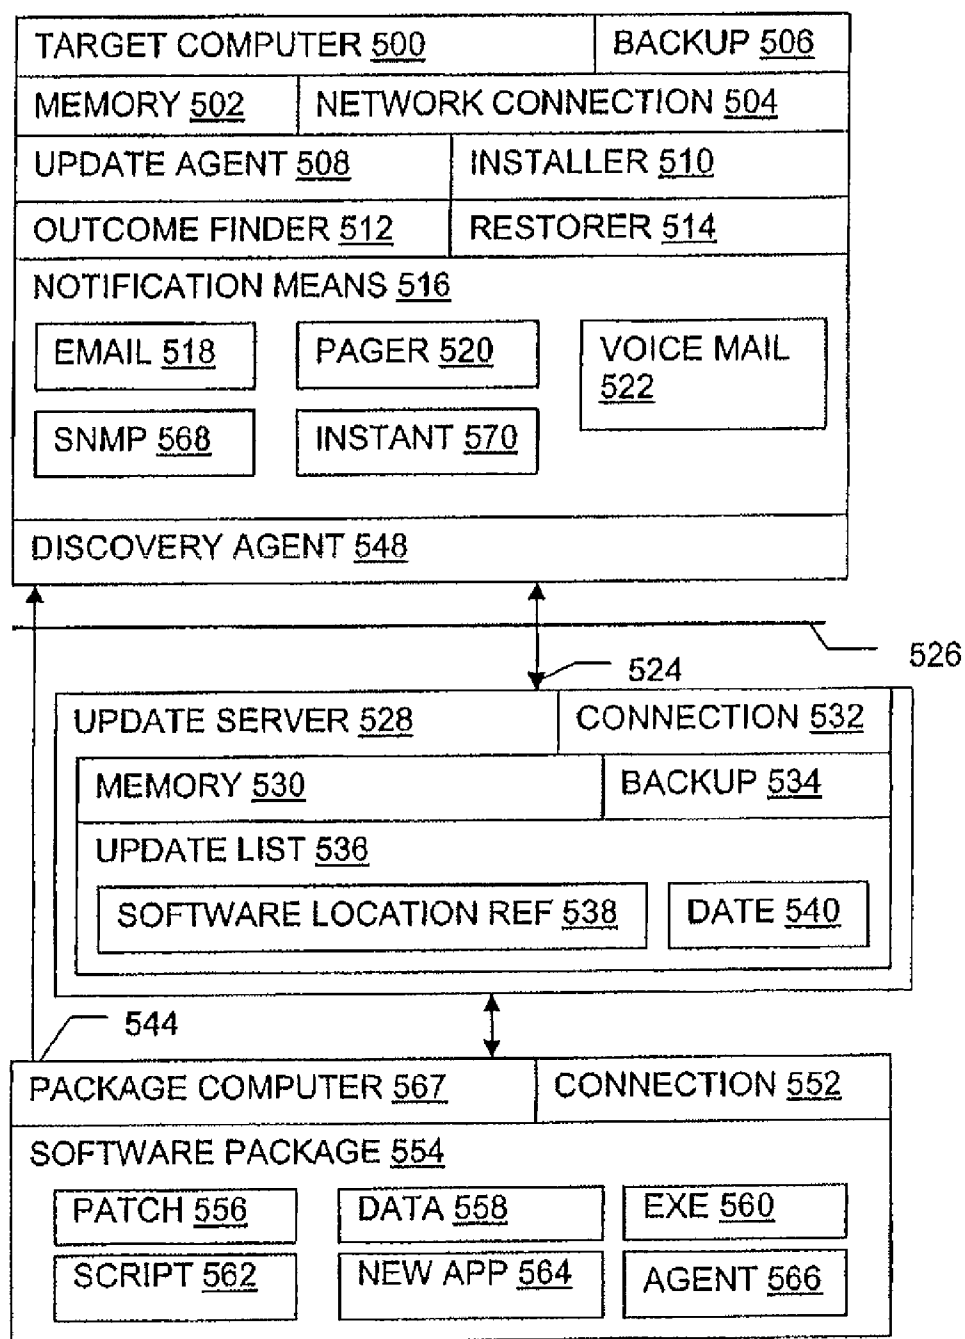 TARGET COMPUTER 500
BACKUP 506
MEMORY 502
NETWORK CONNECTION 504
UPDATE AGENT 508
INSTALLER 510
OUTCOME FINDER 512
RESTORER 514
NOTIFICATION MEANS 516
EMAIL 518
PAGER 520
VOICE MAIL
522
SNMP 568
INSTANT 570
DISCOVERY AGENT 548
526
524
UPDATE SERVER 528
CONNECTION 532
MEMORY 530
BACKUP 534
UPDATE LIST 536
SOFTWARE LOCATION REF 538
DATE 540
544
PACKAGE COMPUTER 567
CONNECTION 552
SOFTWARE PACKAGE 554
PATCH 556
DATA 558
EXE 560
SCRIPT 562
NEW APP 564
AGENT 566